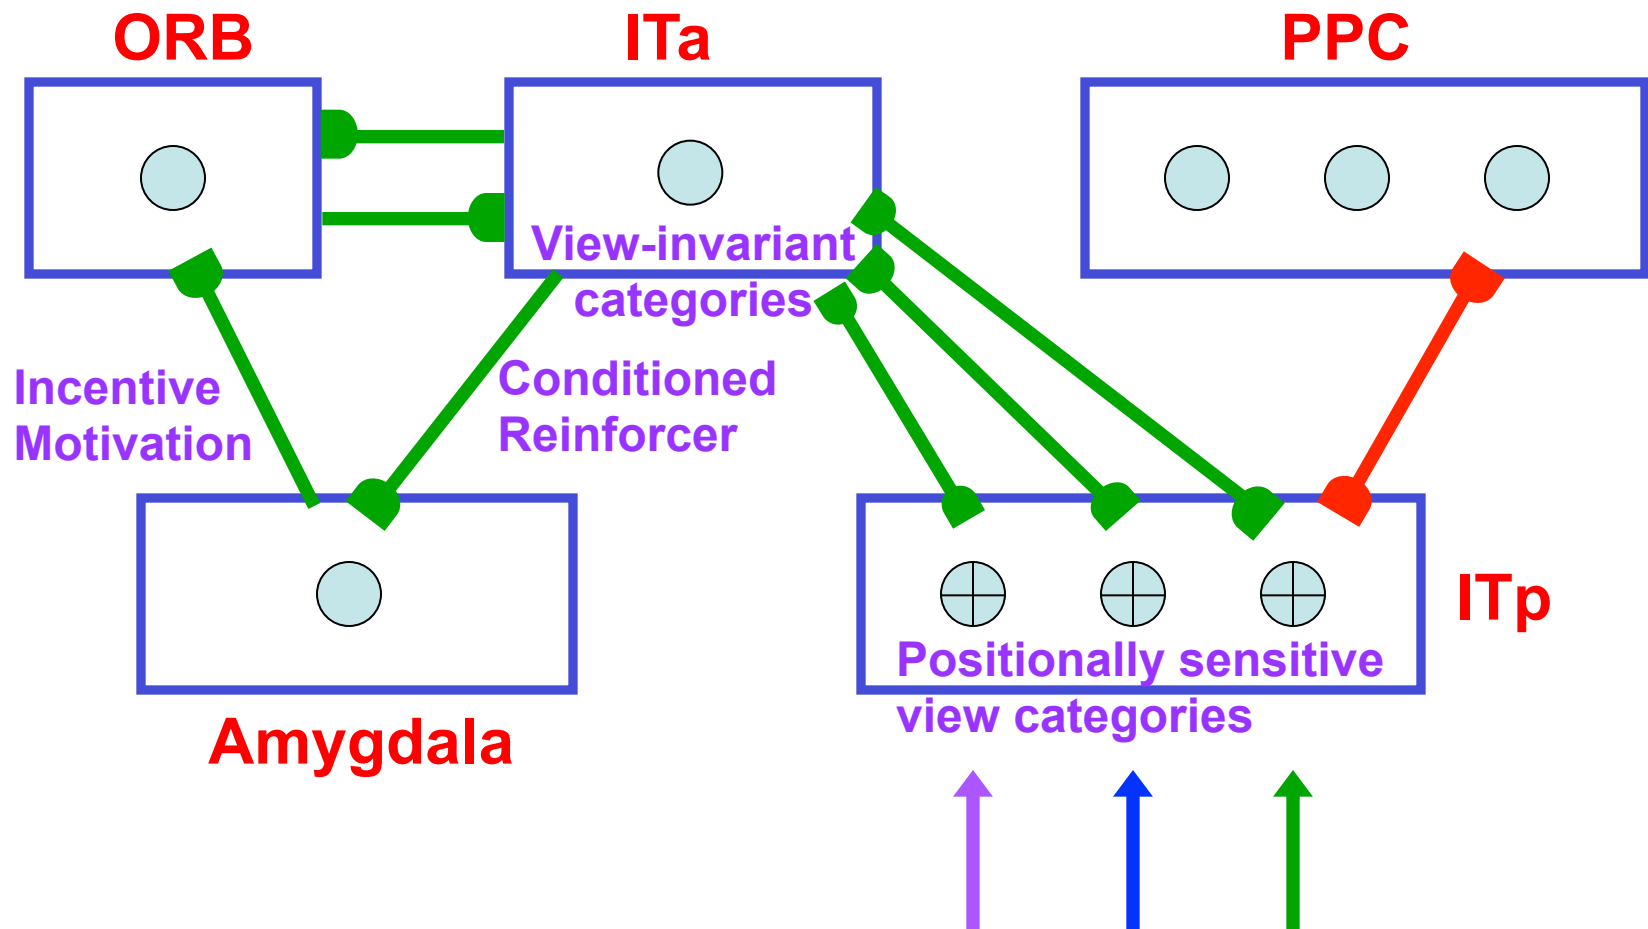 ORB
ITa
PPC
View-invariant
categories
Incentive
Motivation
Conditioned
Reinforcer
ITp
Positionally sensitive
view categories
Amygdala